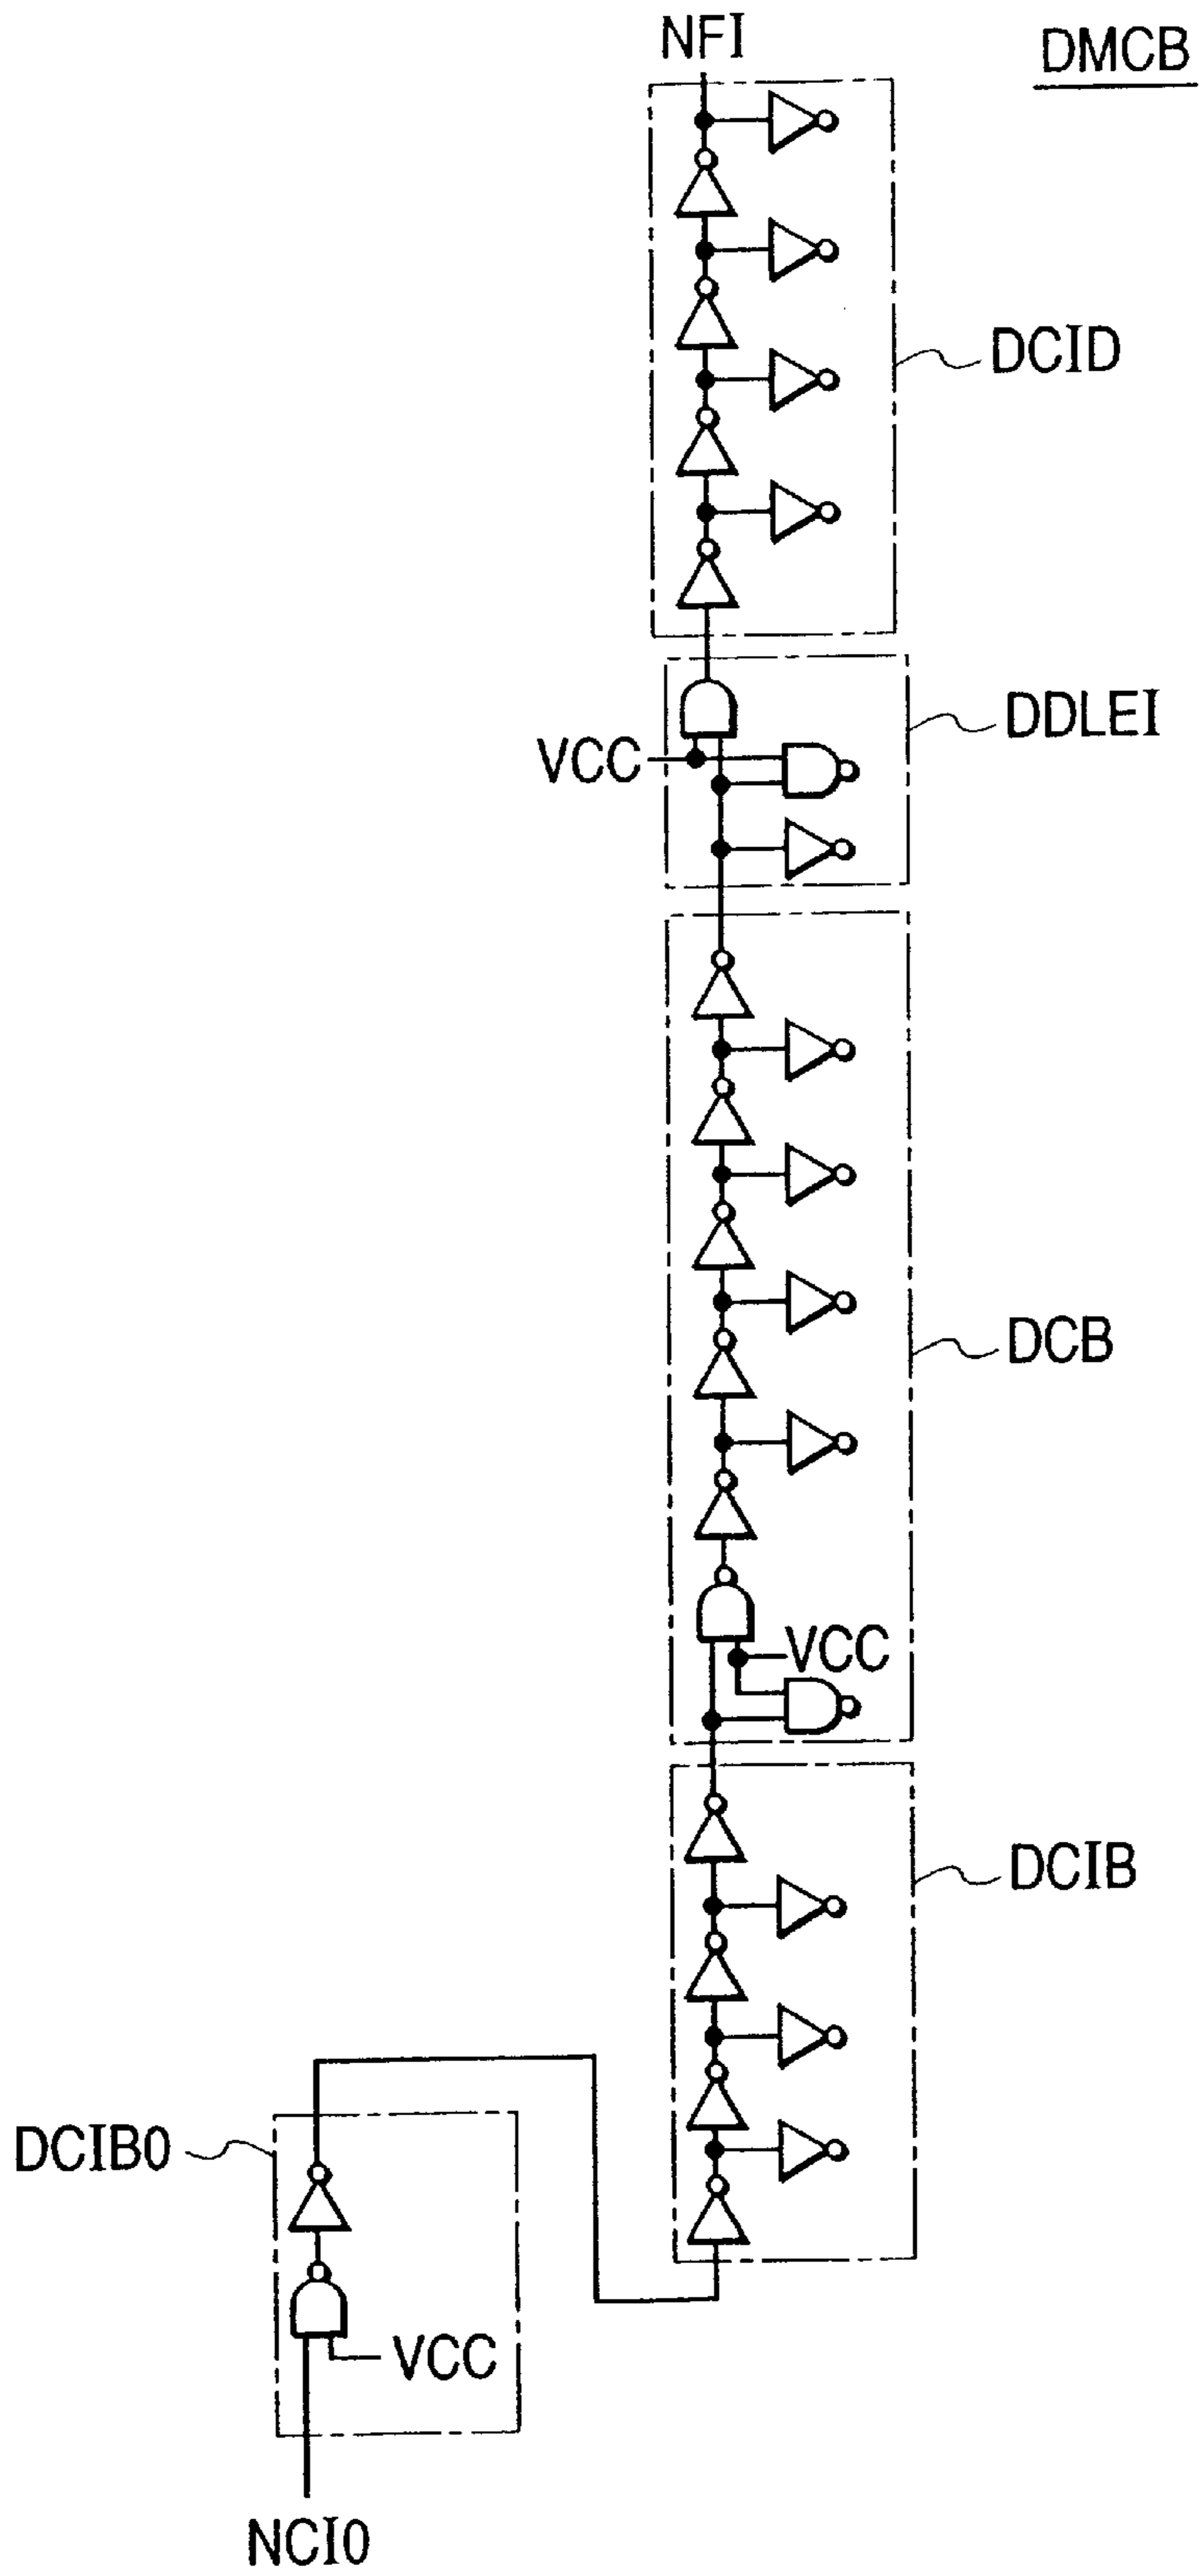 NFI
DMCB
DCID
DDLEI
VCC
DCB
VCC
DCIB
DCIB0
VCC
NCI0